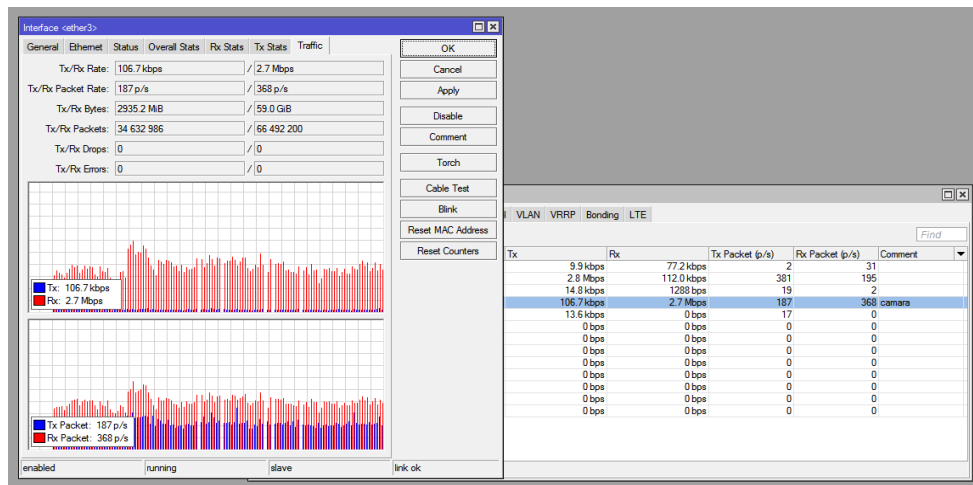 Interface <ether3>
General Ethernet Status Overall Stats Rx Stats Tx Stats Traffic
OK
Cancel
Apply
Disable
Comment
Torch
Cable Test
Blink
Reset MAC Address
Reset Counters
Tx/Rx Rate: 106.7 kbps / 2.7 Mbps
Tx/Rx Packet Rate: 187 p/s / 368 p/s
Tx/Rx Bytes: 2935.2 MiB / 59.0 GiB
Tx/Rx Packets: 34 632 986 / 66 492 200
Tx/Rx Drops: 0 / 0
Tx/Rx Errors: 0 / 0
Tx: 106.7 kbps
Rx: 2.7 Mbps
Tx Packet: 187 p/s
Rx Packet: 368 p/s
enabled running slave link ok
VLAN VRRP Bonding LTE
Find
Tx Rx Tx Packet (p/s) Rx Packet (p/s) Comment
9.9 kbps 77.2 kbps 2 31
2.8 Mbps 112.0 kbps 381 195
14.8 kbps 1288 bps 19 2
106.7 kbps 2.7 Mbps 187 368 camara
13.6 kbps 0 bps 17 0
0 bps 0 bps 0 0
0 bps 0 bps 0 0
0 bps 0 bps 0 0
0 bps 0 bps 0 0
0 bps 0 bps 0 0
0 bps 0 bps 0 0
0 bps 0 bps 0 0